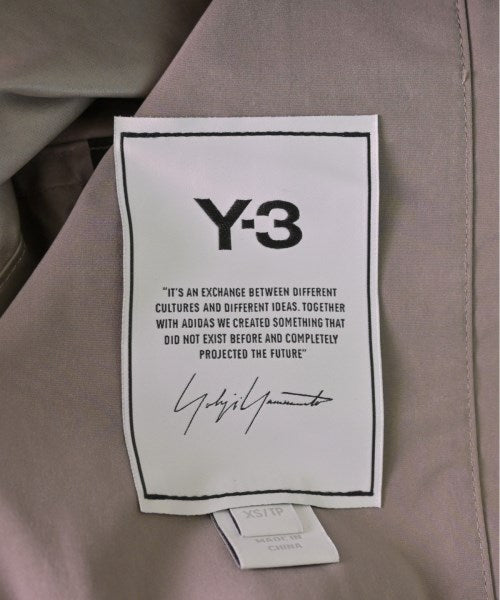 Y-3
“IT'S AN EXCHANGE BETWEEN DIFFERENT
CULTURES AND DIFFERENT IDEAS. TOGETHER
WITH ADIDAS WE CREATED SOMETHING THAT
DID NOT EXIST BEFORE AND COMPLETELY
PROJECTED THE FUTURE”
Yohji Yamamoto
XS/TP
MADE IN
CHINA